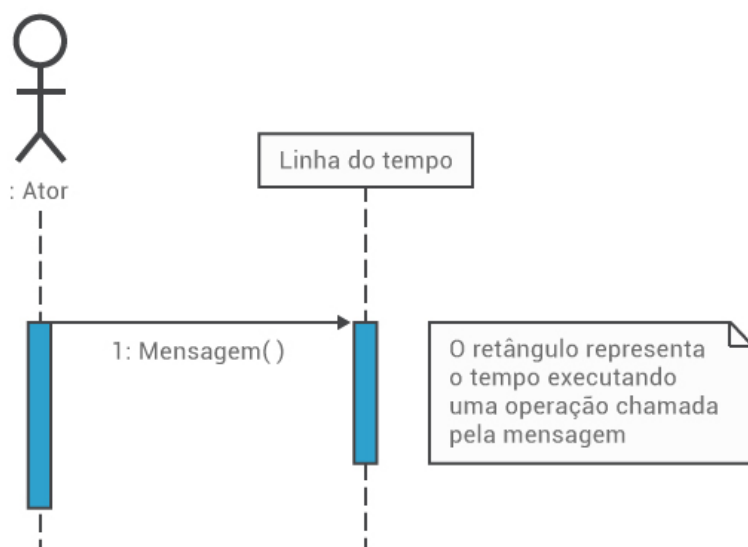 Linha do tempo
: Ator
1: Mensagem( )
O retângulo representa
o tempo executando
uma operação chamada
pela mensagem